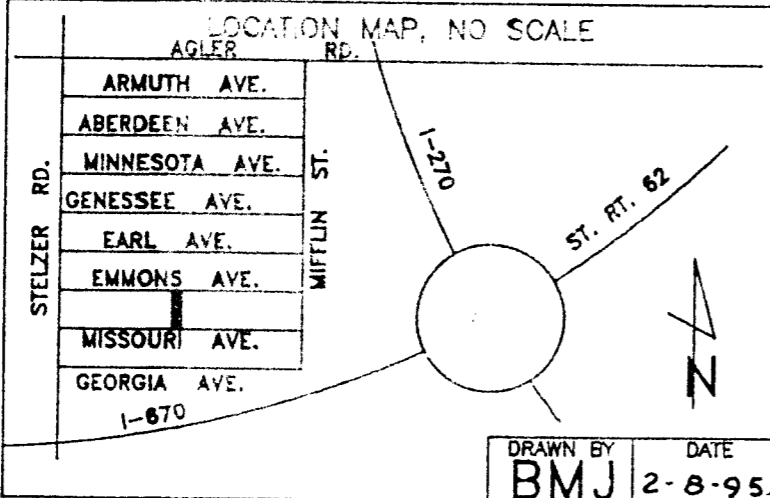 LOCATION MAP, NO SCALE
AGLER RD.
ARMUTH AVE.
ABERDEEN AVE.
MINNESOTA AVE.
GENESSEE AVE.
EARL AVE.
EMMONS AVE.
MISSOURI AVE.
GEORGIA AVE.
STELZER RD.
MIFFLIN ST.
I-270
ST. RT. 62
I-670
N
DRAWN BY
BMJ
DATE
2-8-95